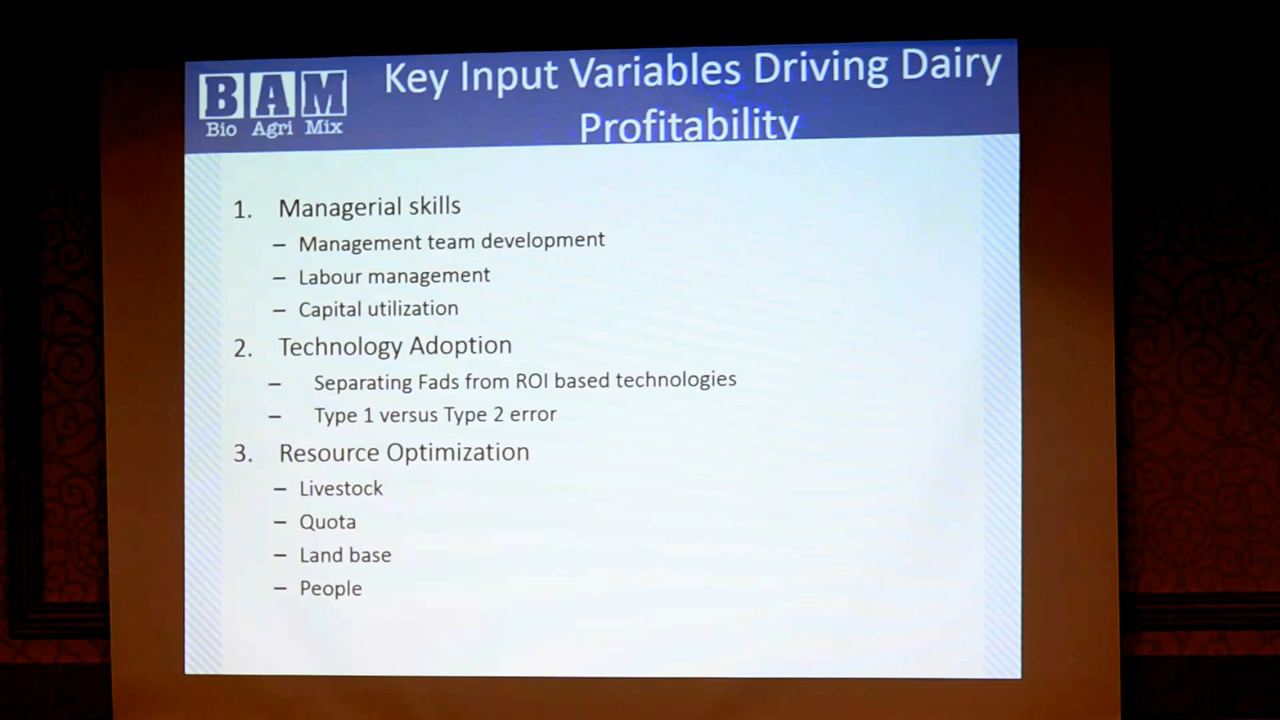 BAM
Bio Agri Mix
Key Input Variables Driving Dairy
Profitability
1. Managerial skills
– Management team development
– Labour management
– Capital utilization
2. Technology Adoption
– Separating Fads from ROI based technologies
– Type 1 versus Type 2 error
3. Resource Optimization
– Livestock
– Quota
– Land base
– People